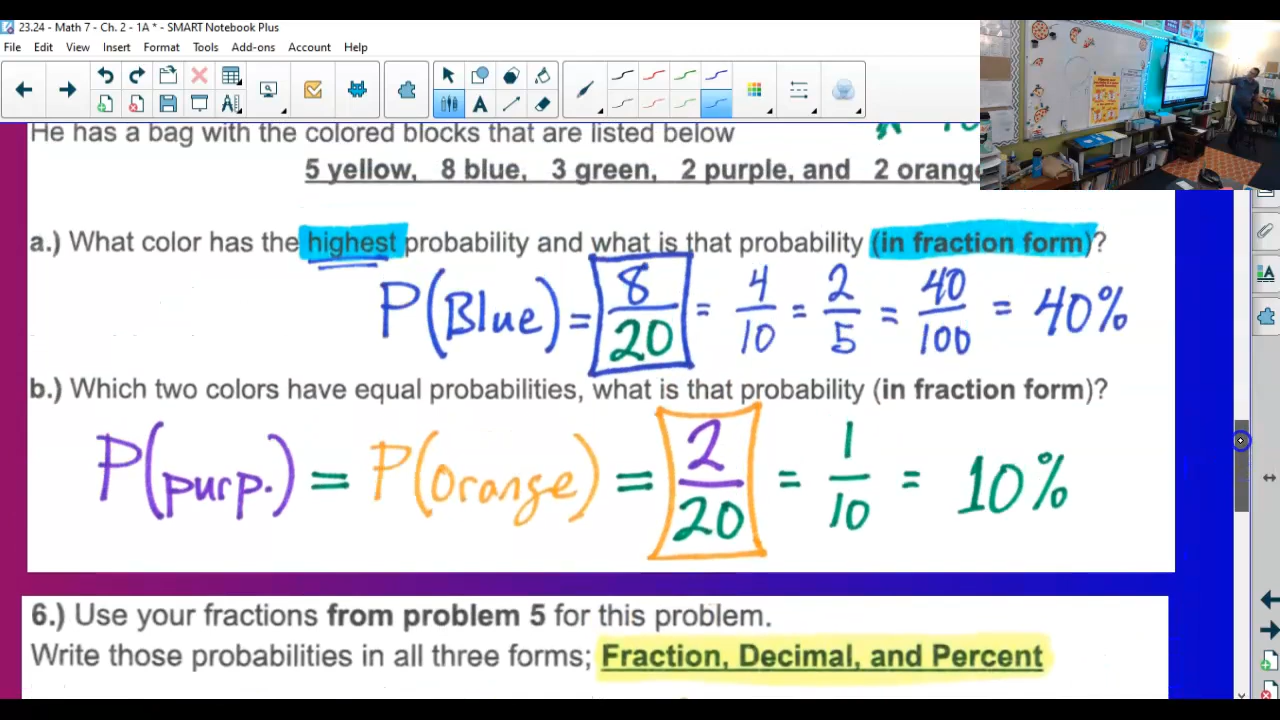 23.24 - Math 7 - Ch. 2 - 1A * - SMART Notebook Plus
File Edit View Insert Format Tools Add-ons Account Help
He has a bag with the colored blocks that are listed below
5 yellow, 8 blue, 3 green, 2 purple, and 2 orang
a.) What color has the highest probability and what is that probability (in fraction form)?
P(Blue) = 8/20 = 4/10 = 2/5 = 40/100 = 40%
b.) Which two colors have equal probabilities, what is that probability (in fraction form)?
P(purp.) = P(orange) = 2/20 = 1/10 = 10%
6.) Use your fractions from problem 5 for this problem.
Write those probabilities in all three forms; Fraction, Decimal, and Percent